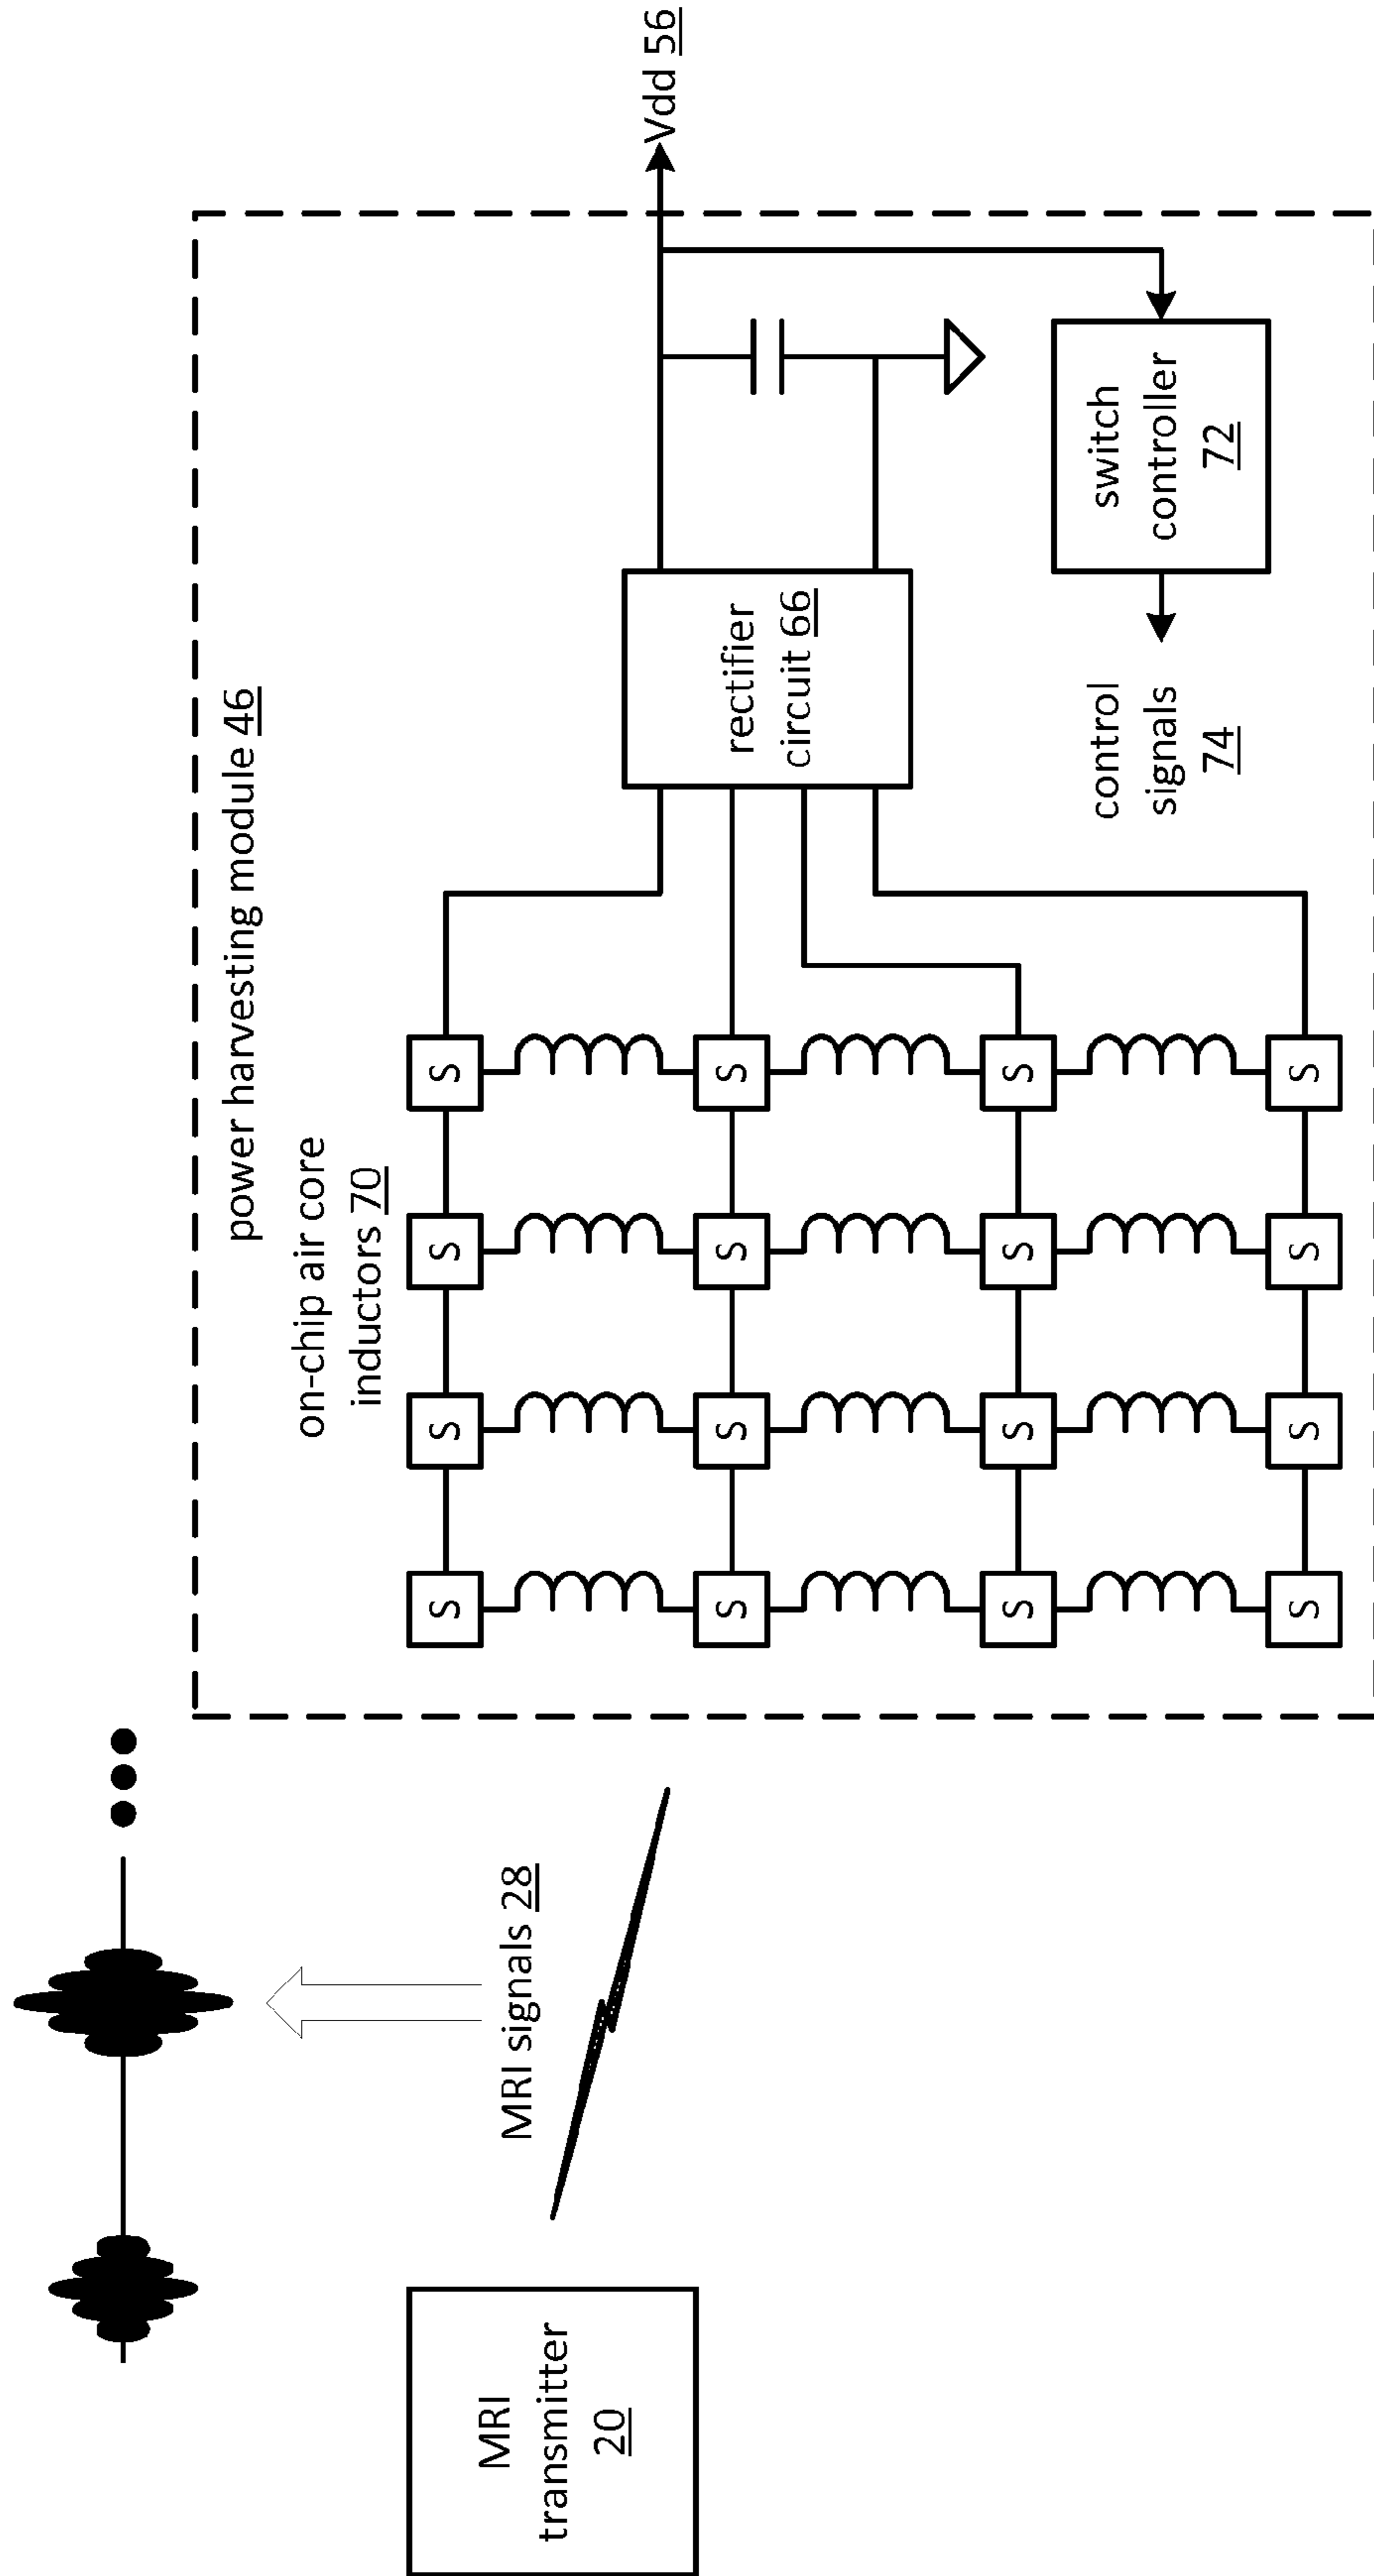 MRI
transmitter
20
MRI signals 28
power harvesting module 46
on-chip air core
inductors 70
S S S S
S S S S
S S S S
S S S S
rectifier
circuit 66
control
signals
74
switch
controller
72
Vdd 56